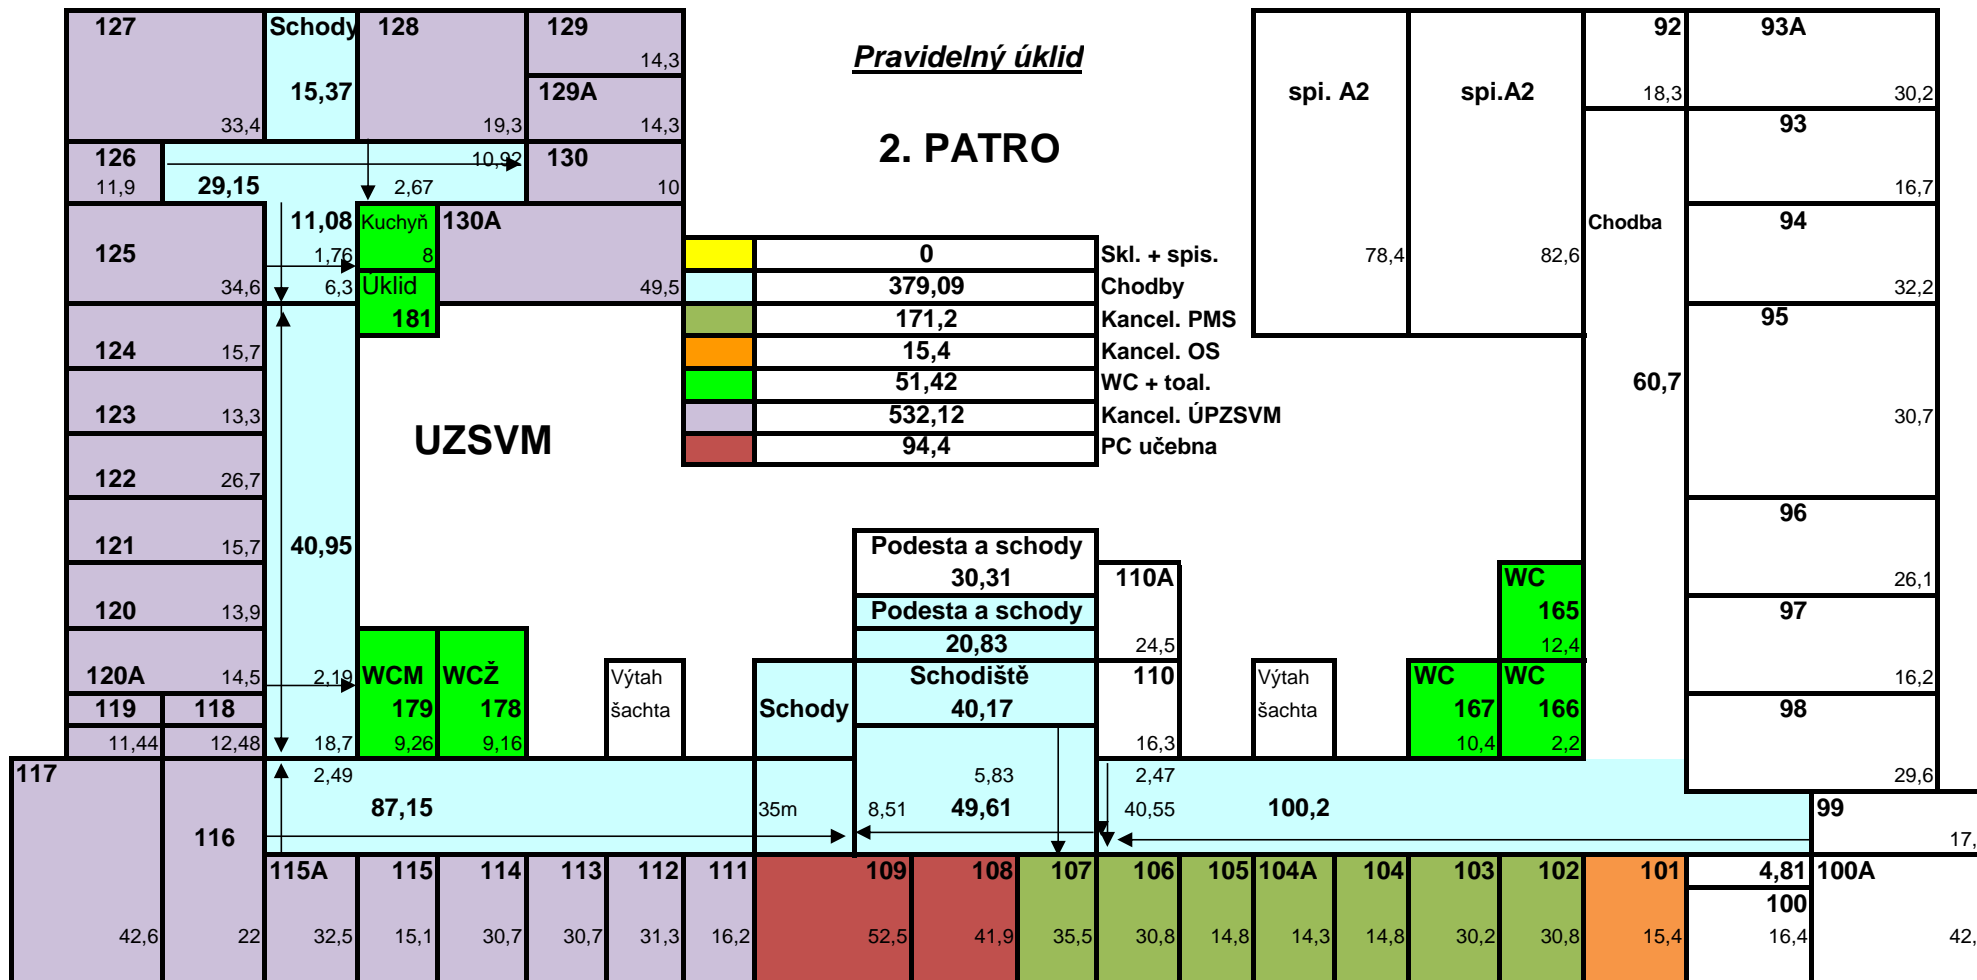 127 Schody 128 129 92 93A
14,3
Pravidelný úklid
15,37 129A spi. A2 spi.A2 18,3 30,2
33,4 19,3 14,3 93
2. PATRO
126 10,92 130
11,9 29,15 2,67 10 16,7
11,08 Kuchyň 130A Chodba 94
125 1,76 8 0 Skl. + spis. 78,4 82,6
34,6 6,3 Úklid 49,5 379,09 Chodby 32,2
181 171,2 Kancel. PMS 95
124 15,7 15,4 Kancel. OS
51,42 WC + toal. 60,7
123 13,3 532,12 Kancel. ÚPZSVM 30,7
UZSVM 94,4 PC učebna
122 26,7
96
121 15,7 40,95 Podesta a schody
30,31 110A WC 26,1
120 13,9 Podesta a schody 165 97
20,83 24,5 12,4
120A 14,5 2,19 WCM WCŽ Výtah Schodiště 110 Výtah WC WC 16,2
119 118 179 178 šachta Schody 40,17 šachta 167 166 98
11,44 12,48 18,7 9,26 9,16 16,3 10,4 2,2
117 2,49 5,83 2,47 29,6
87,15 35m 8,51 49,61 40,55 100,2 99
116 17,
115A 115 114 113 112 111 109 108 107 106 105 104A 104 103 102 101 4,81 100A
100
42,6 22 32,5 15,1 30,7 30,7 31,3 16,2 52,5 41,9 35,5 30,8 14,8 14,3 14,8 30,2 30,8 15,4 16,4 42,